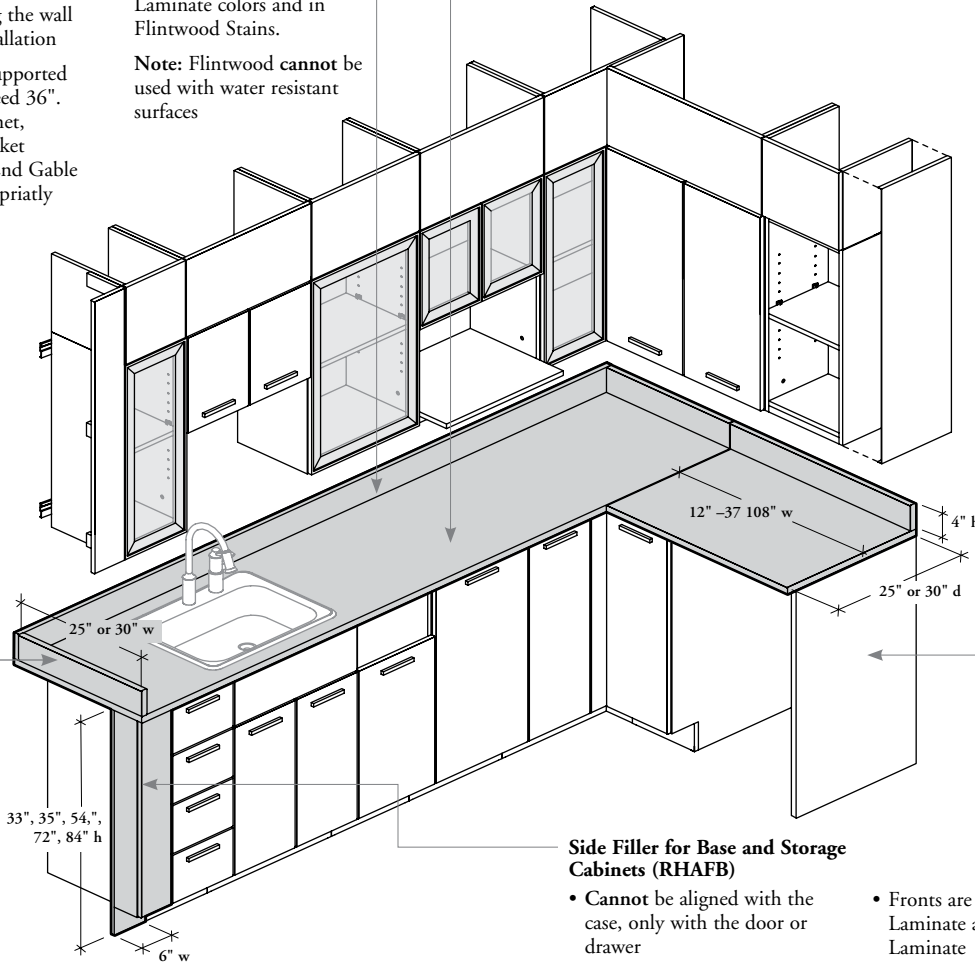 the wall
allation
pported
eed 36".
net,
ket
nd Gable
priatly
Laminate colors and in
Flintwood Stains.
Note: Flintwood cannot be
used with water resistant
surfaces
12" –37 108" w
4" h
25" or 30" d
25" or 30" w
33", 35", 54,",
72", 84" h
6" w
Side Filler for Base and Storage
Cabinets (RHAFB)
• Cannot be aligned with the
case, only with the door or
drawer
• Fronts are
Laminate a
Laminate